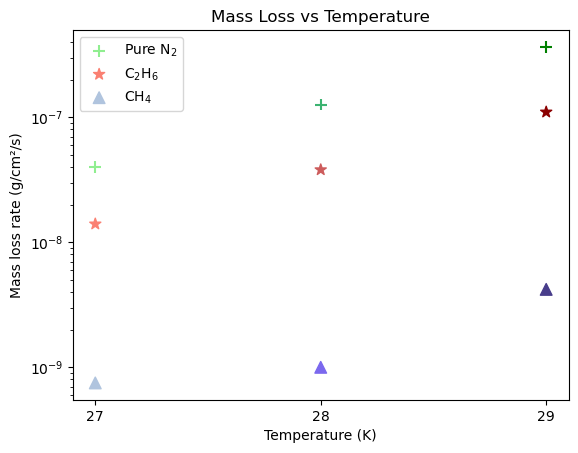 Mass Loss vs Temperature
Pure N₂
C₂H₆
CH₄
Mass loss rate (g/cm²/s)
10⁻⁷
10⁻⁸
10⁻⁹
27
28
29
Temperature (K)